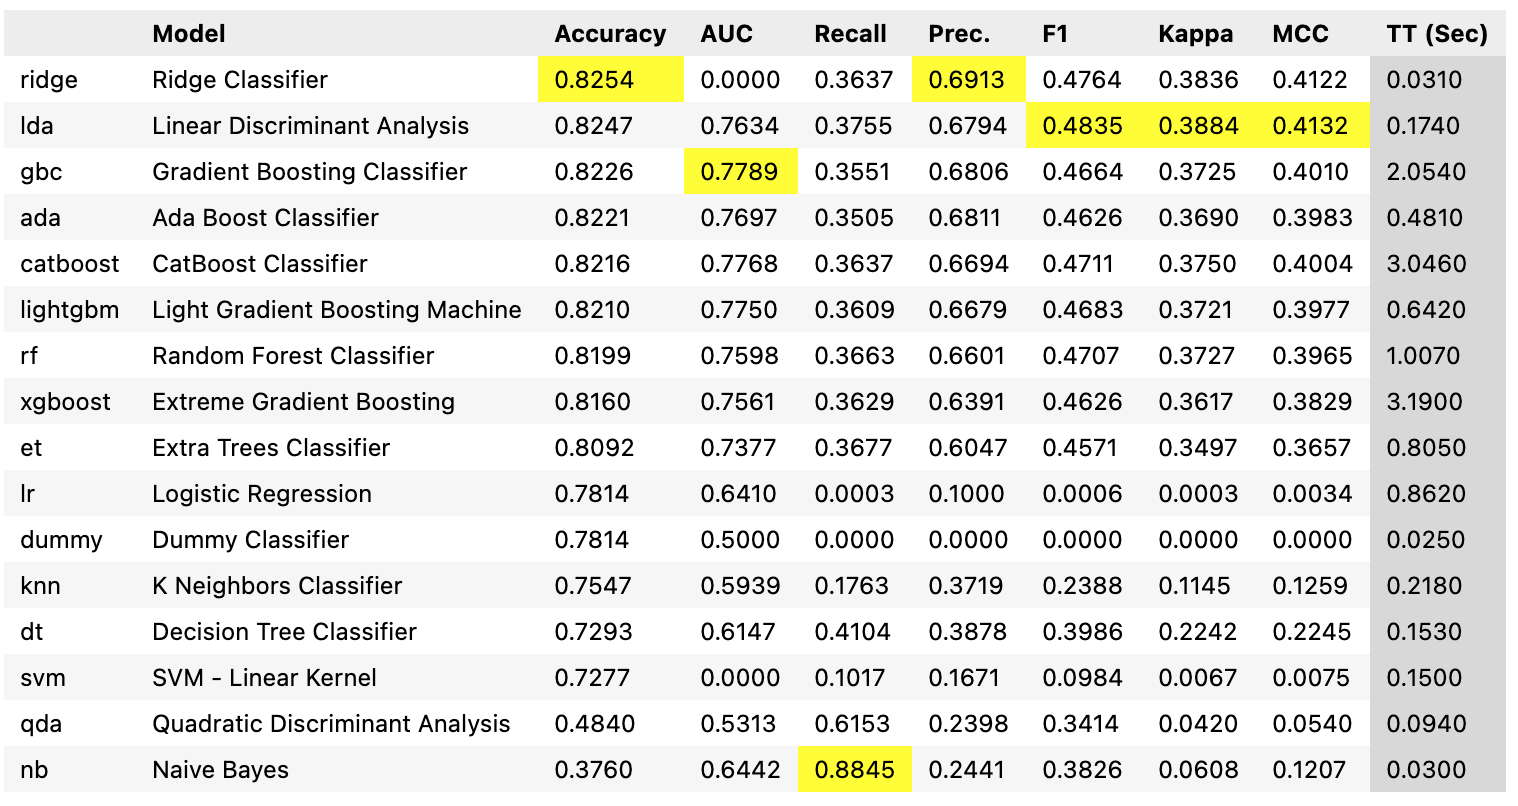 Model Accuracy AUC Recall Prec. F1 Kappa MCC TT (Sec)
ridge Ridge Classifier 0.8254 0.0000 0.3637 0.6913 0.4764 0.3836 0.4122 0.0310
lda Linear Discriminant Analysis 0.8247 0.7634 0.3755 0.6794 0.4835 0.3884 0.4132 0.1740
gbc Gradient Boosting Classifier 0.8226 0.7789 0.3551 0.6806 0.4664 0.3725 0.4010 2.0540
ada Ada Boost Classifier 0.8221 0.7697 0.3505 0.6811 0.4626 0.3690 0.3983 0.4810
catboost CatBoost Classifier 0.8216 0.7768 0.3637 0.6694 0.4711 0.3750 0.4004 3.0460
lightgbm Light Gradient Boosting Machine 0.8210 0.7750 0.3609 0.6679 0.4683 0.3721 0.3977 0.6420
rf Random Forest Classifier 0.8199 0.7598 0.3663 0.6601 0.4707 0.3727 0.3965 1.0070
xgboost Extreme Gradient Boosting 0.8160 0.7561 0.3629 0.6391 0.4626 0.3617 0.3829 3.1900
et Extra Trees Classifier 0.8092 0.7377 0.3677 0.6047 0.4571 0.3497 0.3657 0.8050
lr Logistic Regression 0.7814 0.6410 0.0003 0.1000 0.0006 0.0003 0.0034 0.8620
dummy Dummy Classifier 0.7814 0.5000 0.0000 0.0000 0.0000 0.0000 0.0000 0.0250
knn K Neighbors Classifier 0.7547 0.5939 0.1763 0.3719 0.2388 0.1145 0.1259 0.2180
dt Decision Tree Classifier 0.7293 0.6147 0.4104 0.3878 0.3986 0.2242 0.2245 0.1530
svm SVM - Linear Kernel 0.7277 0.0000 0.1017 0.1671 0.0984 0.0067 0.0075 0.1500
qda Quadratic Discriminant Analysis 0.4840 0.5313 0.6153 0.2398 0.3414 0.0420 0.0540 0.0940
nb Naive Bayes 0.3760 0.6442 0.8845 0.2441 0.3826 0.0608 0.1207 0.0300